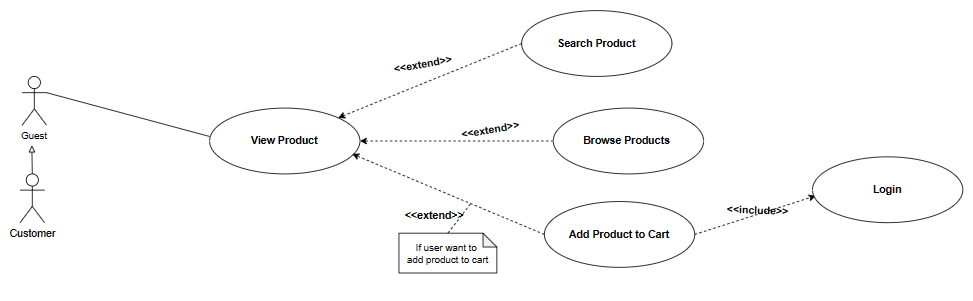 Search Product
<<extend>>
Guest
View Product
<<extend>>
Browse Products
Customer
<<extend>>
Add Product to Cart
<<include>>
Login
If user want to
add product to cart